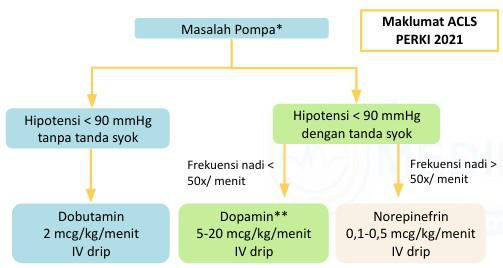 Masalah Pompa*
Maklumat ACLS
PERKI 2021
Hipotensi < 90 mmHg
tanpa tanda syok
Hipotensi < 90 mmHg
dengan tanda syok
Frekuensi nadi <
50x/ menit
Frekuensi nadi >
50x/ menit
Dobutamin
2 mcg/kg/menit
IV drip
Dopamin**
5-20 mcg/kg/menit
IV drip
Norepinefrin
0,1-0,5 mcg/kg/menit
IV drip